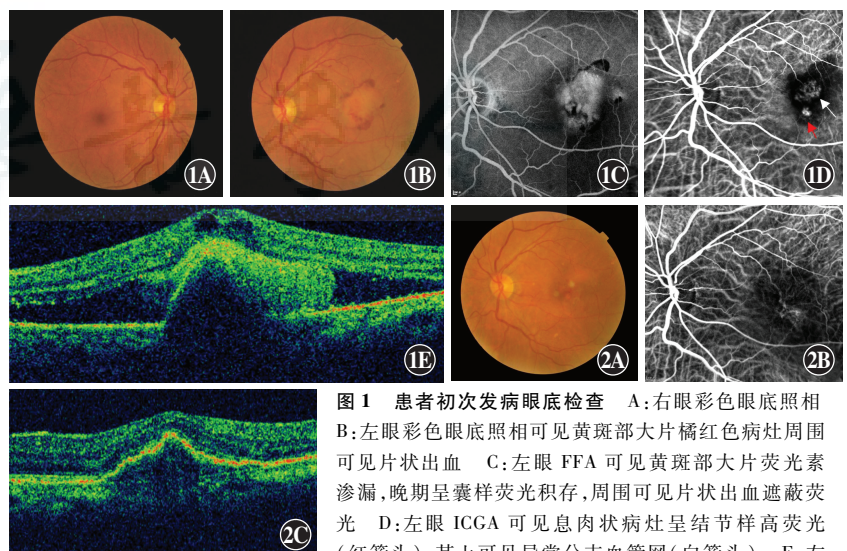 1A
1B
1C
1D
1E
2A
2B
2C
图 1 患者初次发病眼底检查 A:右眼彩色眼底照相
B:左眼彩色眼底照相可见黄斑部大片橘红色病灶周围
可见片状出血 C:左眼 FFA 可见黄斑部大片荧光素
渗漏,晚期呈囊样荧光积存,周围可见片状出血遮蔽荧
光 D:左眼 ICGA 可见息肉状病灶呈结节样高荧光